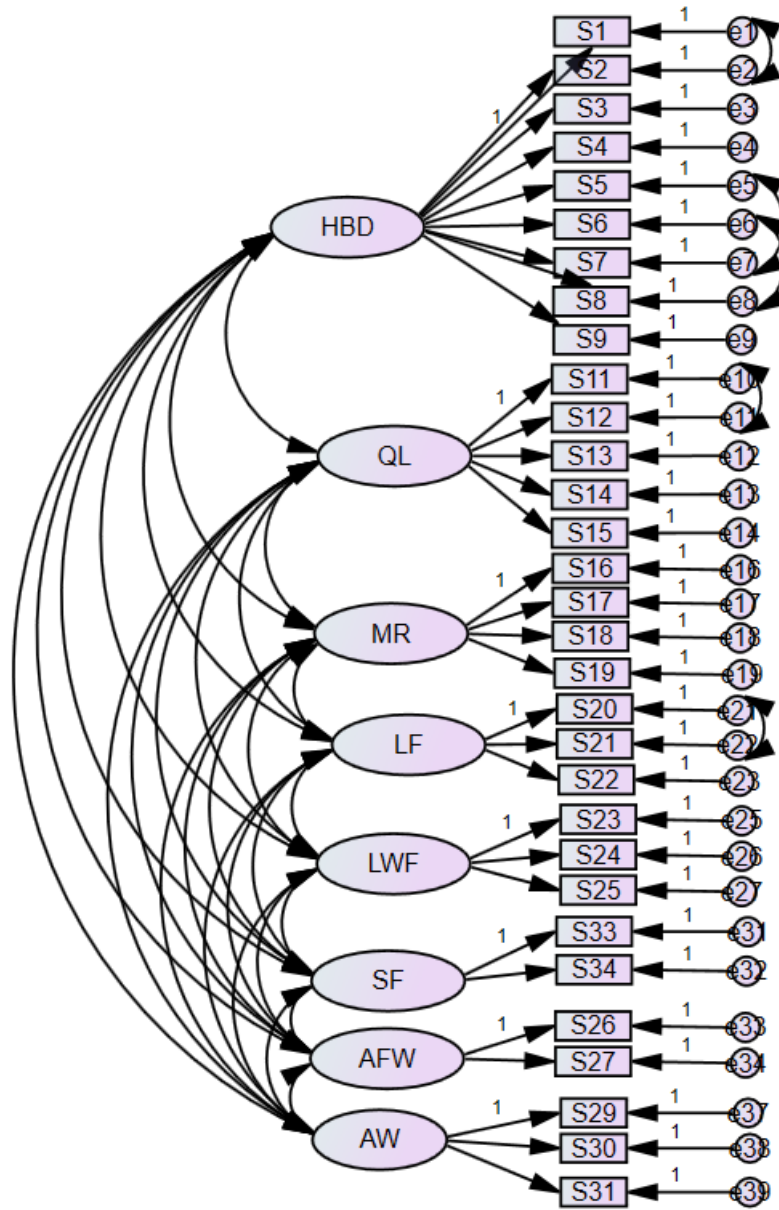 S1 1 e1
S2 1 e2
1 S3 1 e3
S4 1 e4
S5 1 e5
HBD S6 1 e6
S7 1 e7
S8 1 e8
S9 1 e9
1 S11 1 e10
S12 1 e11
QL S13 1 e12
S14 1 e13
S15 1 e14
1 S16 1 e16
S17 1 e17
MR S18 1 e18
S19 1 e19
1 S20 1 e21
LF S21 1 e22
S22 1 e23
1 S23 1 e25
LWF S24 1 e26
S25 1 e27
1 S33 1 e31
SF S34 1 e32
1 S26 1 e33
AFW S27 1 e34
1 S29 1 e37
AW S30 1 e38
S31 1 e39